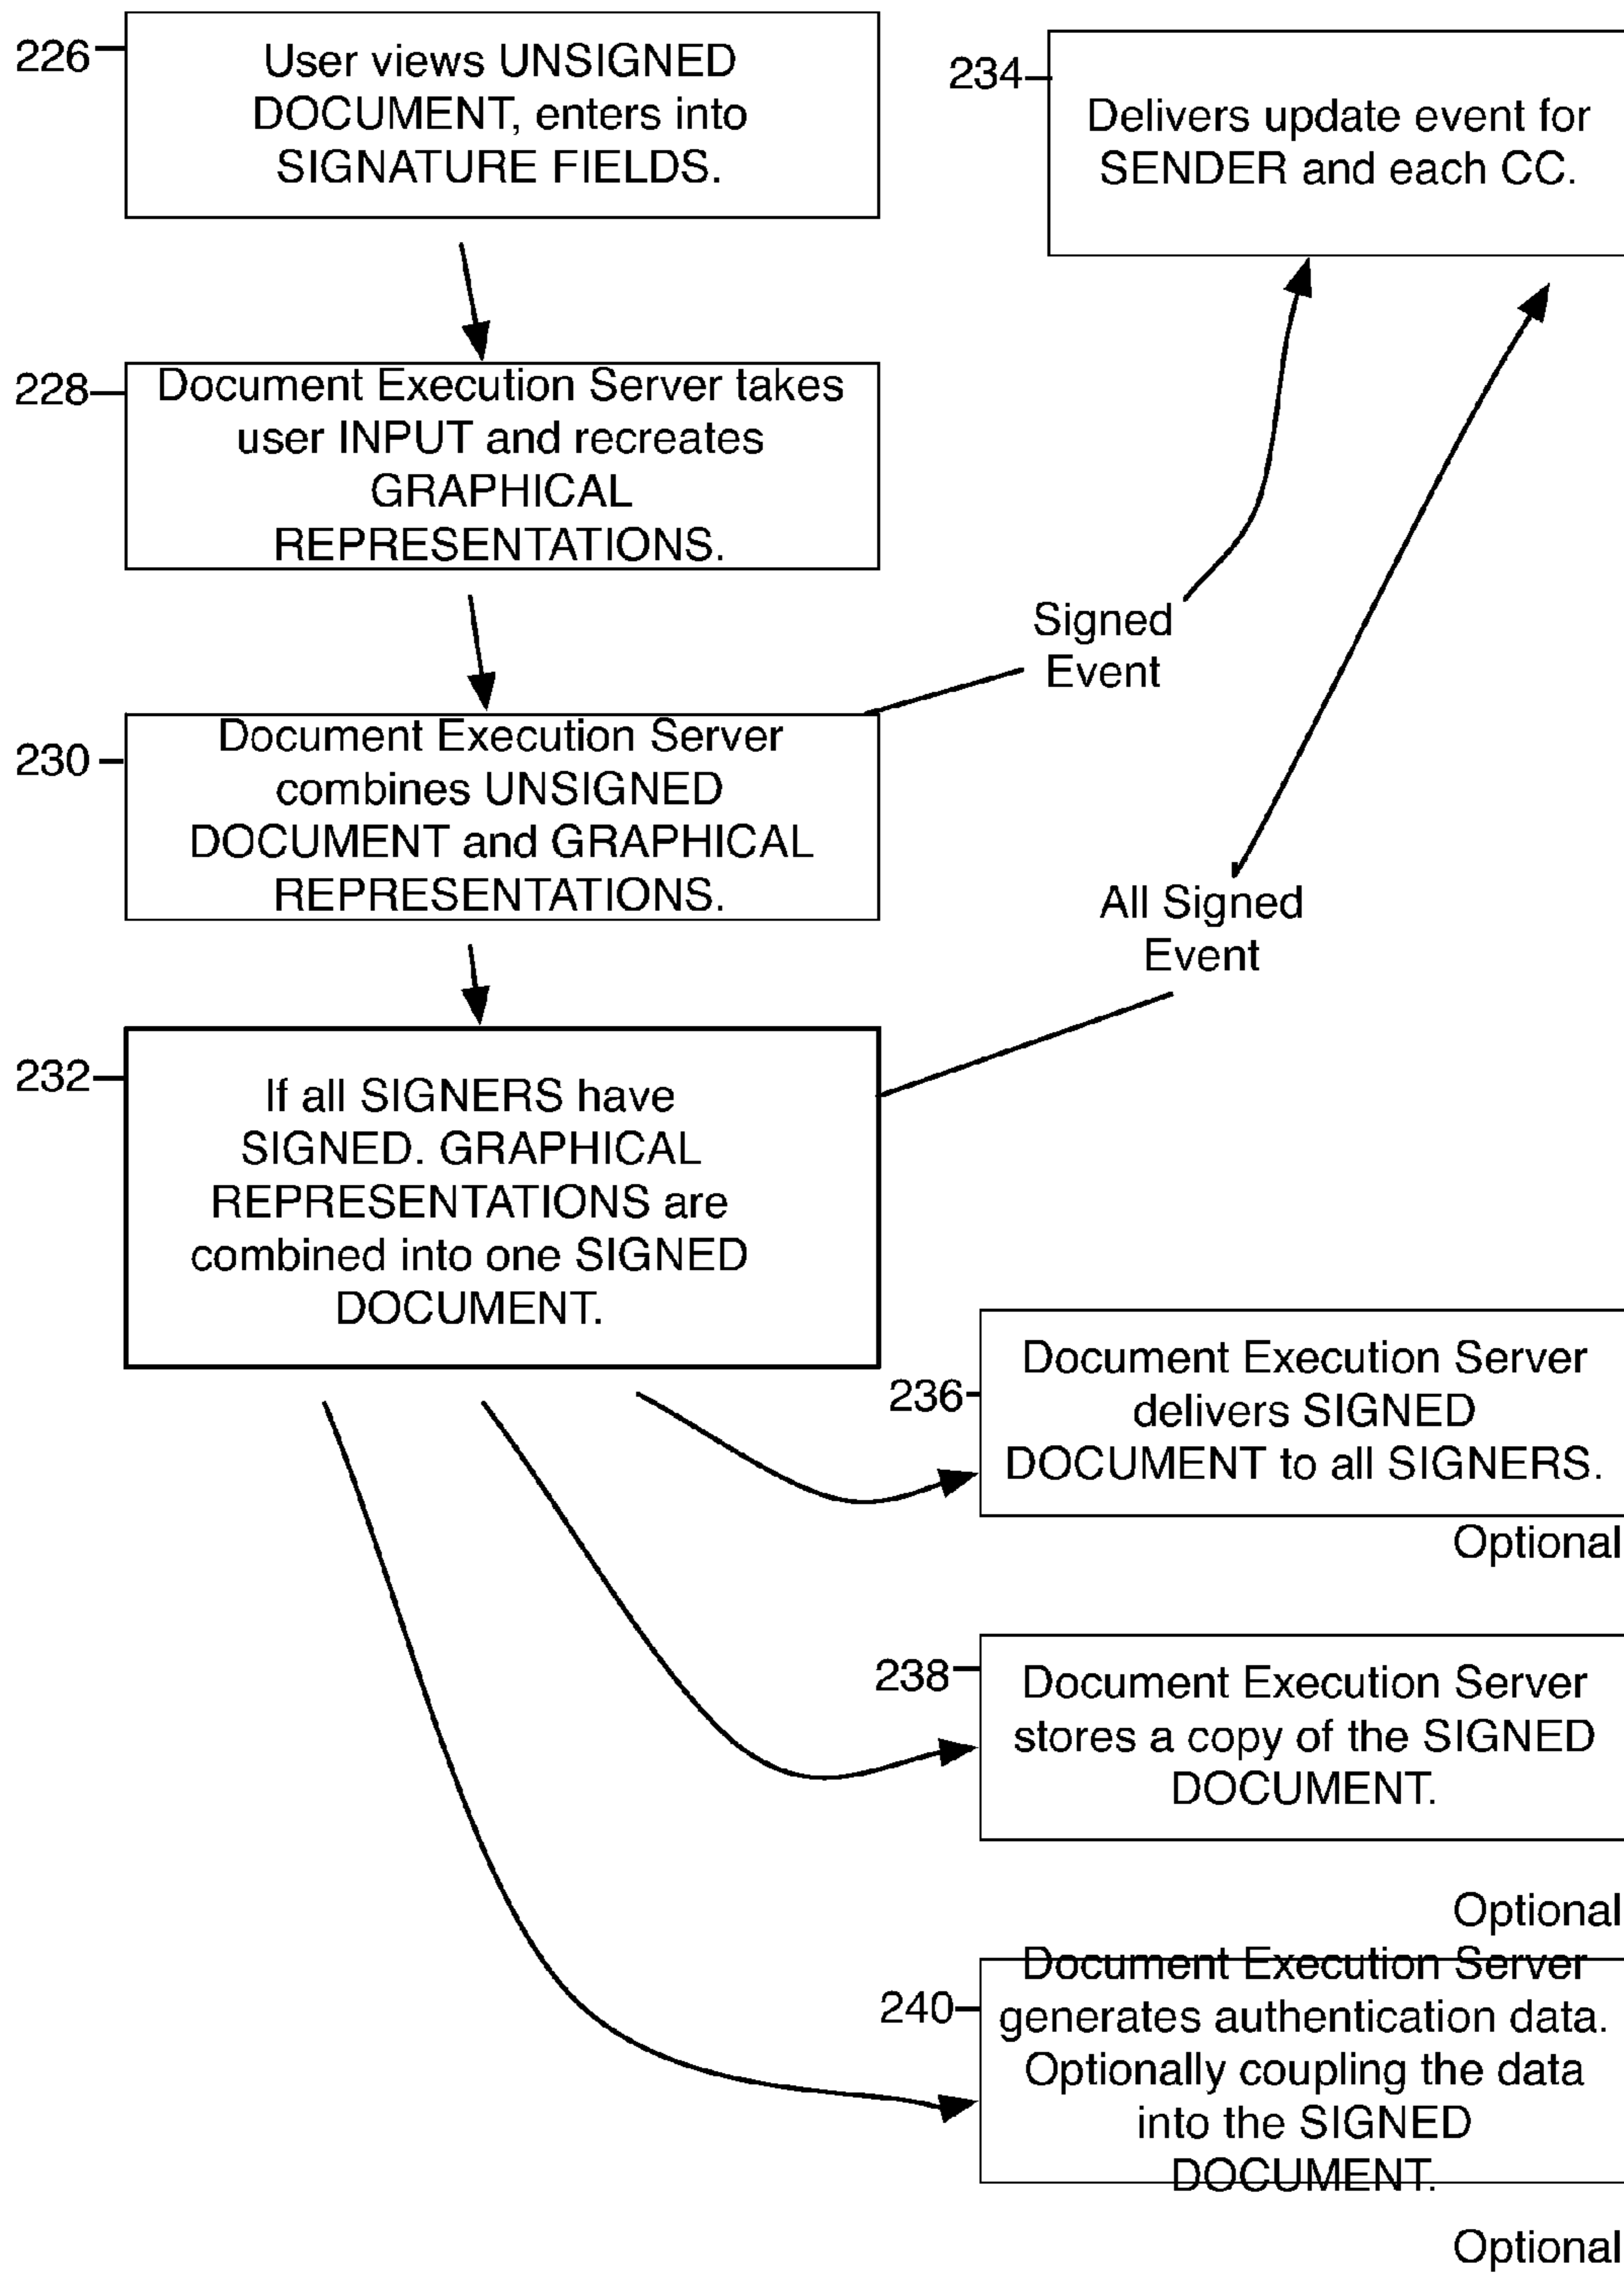 226
User views UNSIGNED
DOCUMENT, enters into
SIGNATURE FIELDS.
234
Delivers update event for
SENDER and each CC.
228
Document Execution Server takes
user INPUT and recreates
GRAPHICAL
REPRESENTATIONS.
Signed
Event
230
Document Execution Server
combines UNSIGNED
DOCUMENT and GRAPHICAL
REPRESENTATIONS.
All Signed
Event
232
If all SIGNERS have
SIGNED. GRAPHICAL
REPRESENTATIONS are
combined into one SIGNED
DOCUMENT.
236
Document Execution Server
delivers SIGNED
DOCUMENT to all SIGNERS.
Optional
238
Document Execution Server
stores a copy of the SIGNED
DOCUMENT.
Optional
240
Document Execution Server
generates authentication data.
Optionally coupling the data
into the SIGNED
DOCUMENT.
Optional